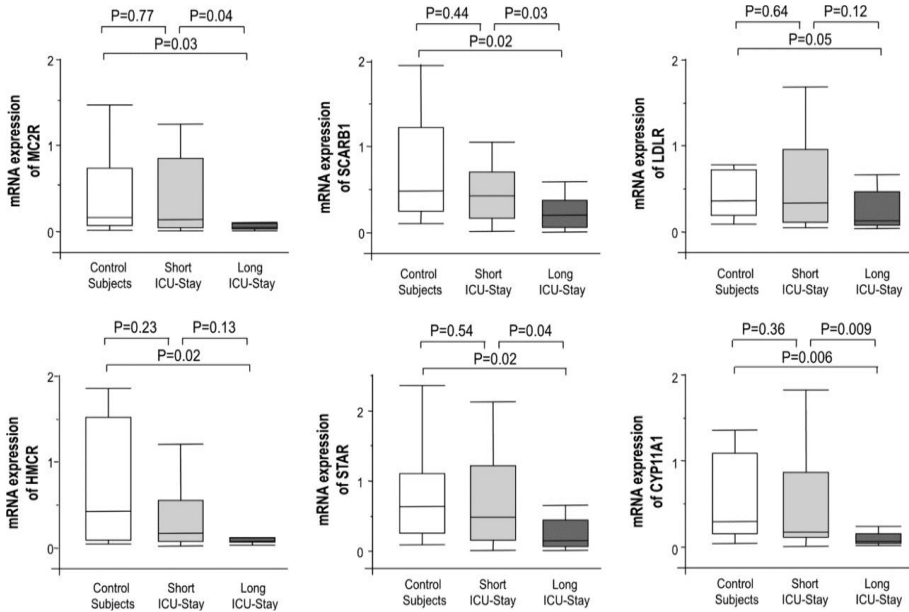 P=0.77 P=0.04
P=0.03
mRNA expression
of MC2R
2
1
0
Control
Subjects
Short
ICU-Stay
Long
ICU-Stay
P=0.44 P=0.03
P=0.02
mRNA expression
of SCARB1
2
1
0
Control
Subjects
Short
ICU-Stay
Long
ICU-Stay
P=0.64 P=0.12
P=0.05
mRNA expression
of LDLR
2
1
0
Control
Subjects
Short
ICU-Stay
Long
ICU-Stay
P=0.23 P=0.13
P=0.02
mRNA expression
of HMCR
2
1
0
Control
Subjects
Short
ICU-Stay
Long
ICU-Stay
P=0.54 P=0.04
P=0.02
mRNA expression
of STAR
2
1
0
Control
Subjects
Short
ICU-Stay
Long
ICU-Stay
P=0.36 P=0.009
P=0.006
mRNA expression
of CYP11A1
2
1
0
Control
Subjects
Short
ICU-Stay
Long
ICU-Stay